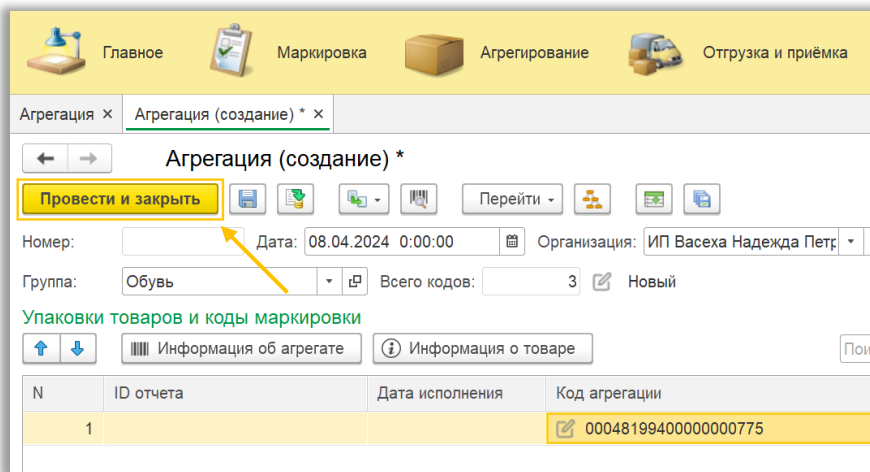 Главное Маркировка Агрегирование Отгрузка и приёмка
Агрегация × Агрегация (создание) * ×
Агрегация (создание) *
Провести и закрыть Перейти
Номер: Дата: 08.04.2024 0:00:00 Организация: ИП Васеха Надежда Петр
Группа: Обувь Всего кодов: 3 Новый
Упаковки товаров и коды маркировки
Информация об агрегате Информация о товаре Пои
N ID отчета Дата исполнения Код агрегации
1 00048199400000000775